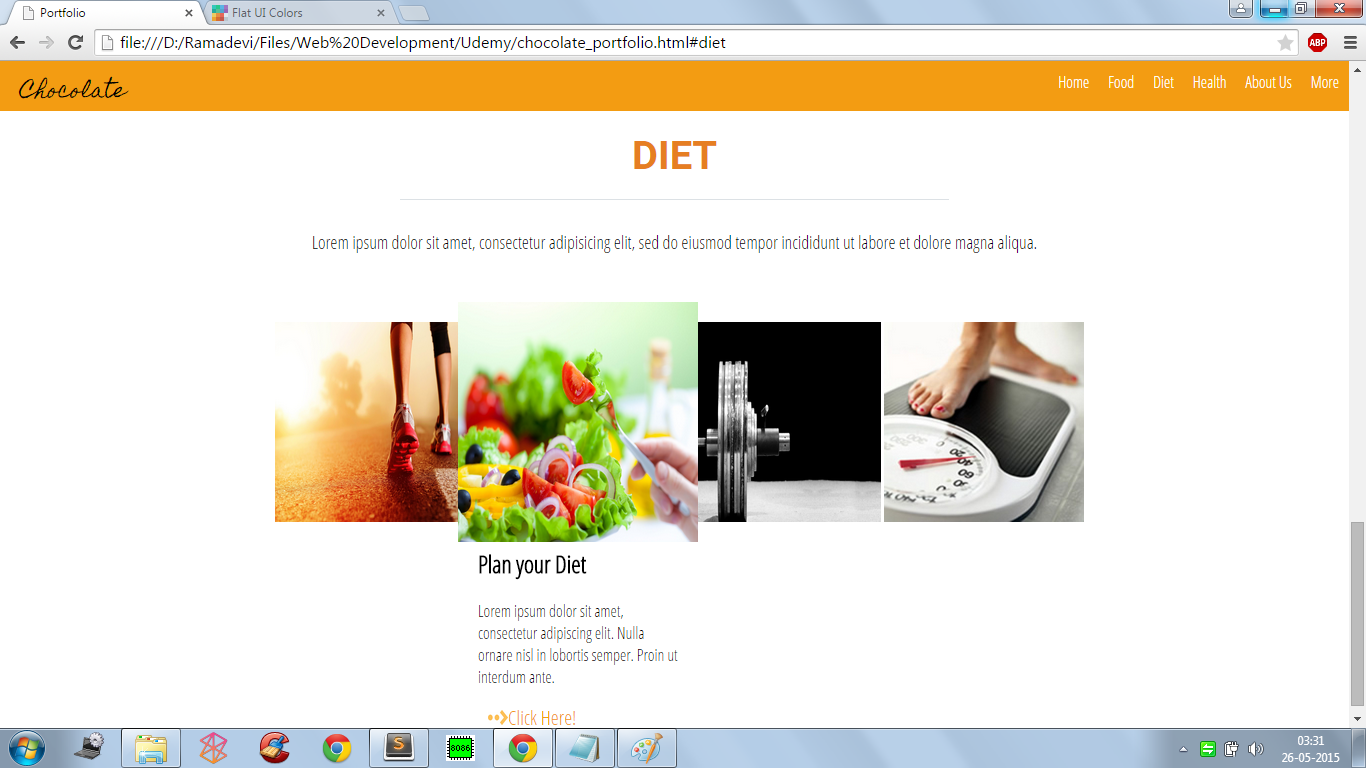 Portfolio
Flat UI Colors
file:///D:/Ramadevi/Files/Web%20Development/Udemy/chocolate_portfolio.html#diet
ABP
Chocolate
Home Food Diet Health About Us More
DIET
Lorem ipsum dolor sit amet, consectetur adipisicing elit, sed do eiusmod tempor incididunt ut labore et dolore magna aliqua.
Plan your Diet
Lorem ipsum dolor sit amet,
consectetur adipiscing elit. Nulla
ornare nisl in lobortis semper. Proin ut
interdum ante.
Click Here!
S
8086
03:31
26-05-2015